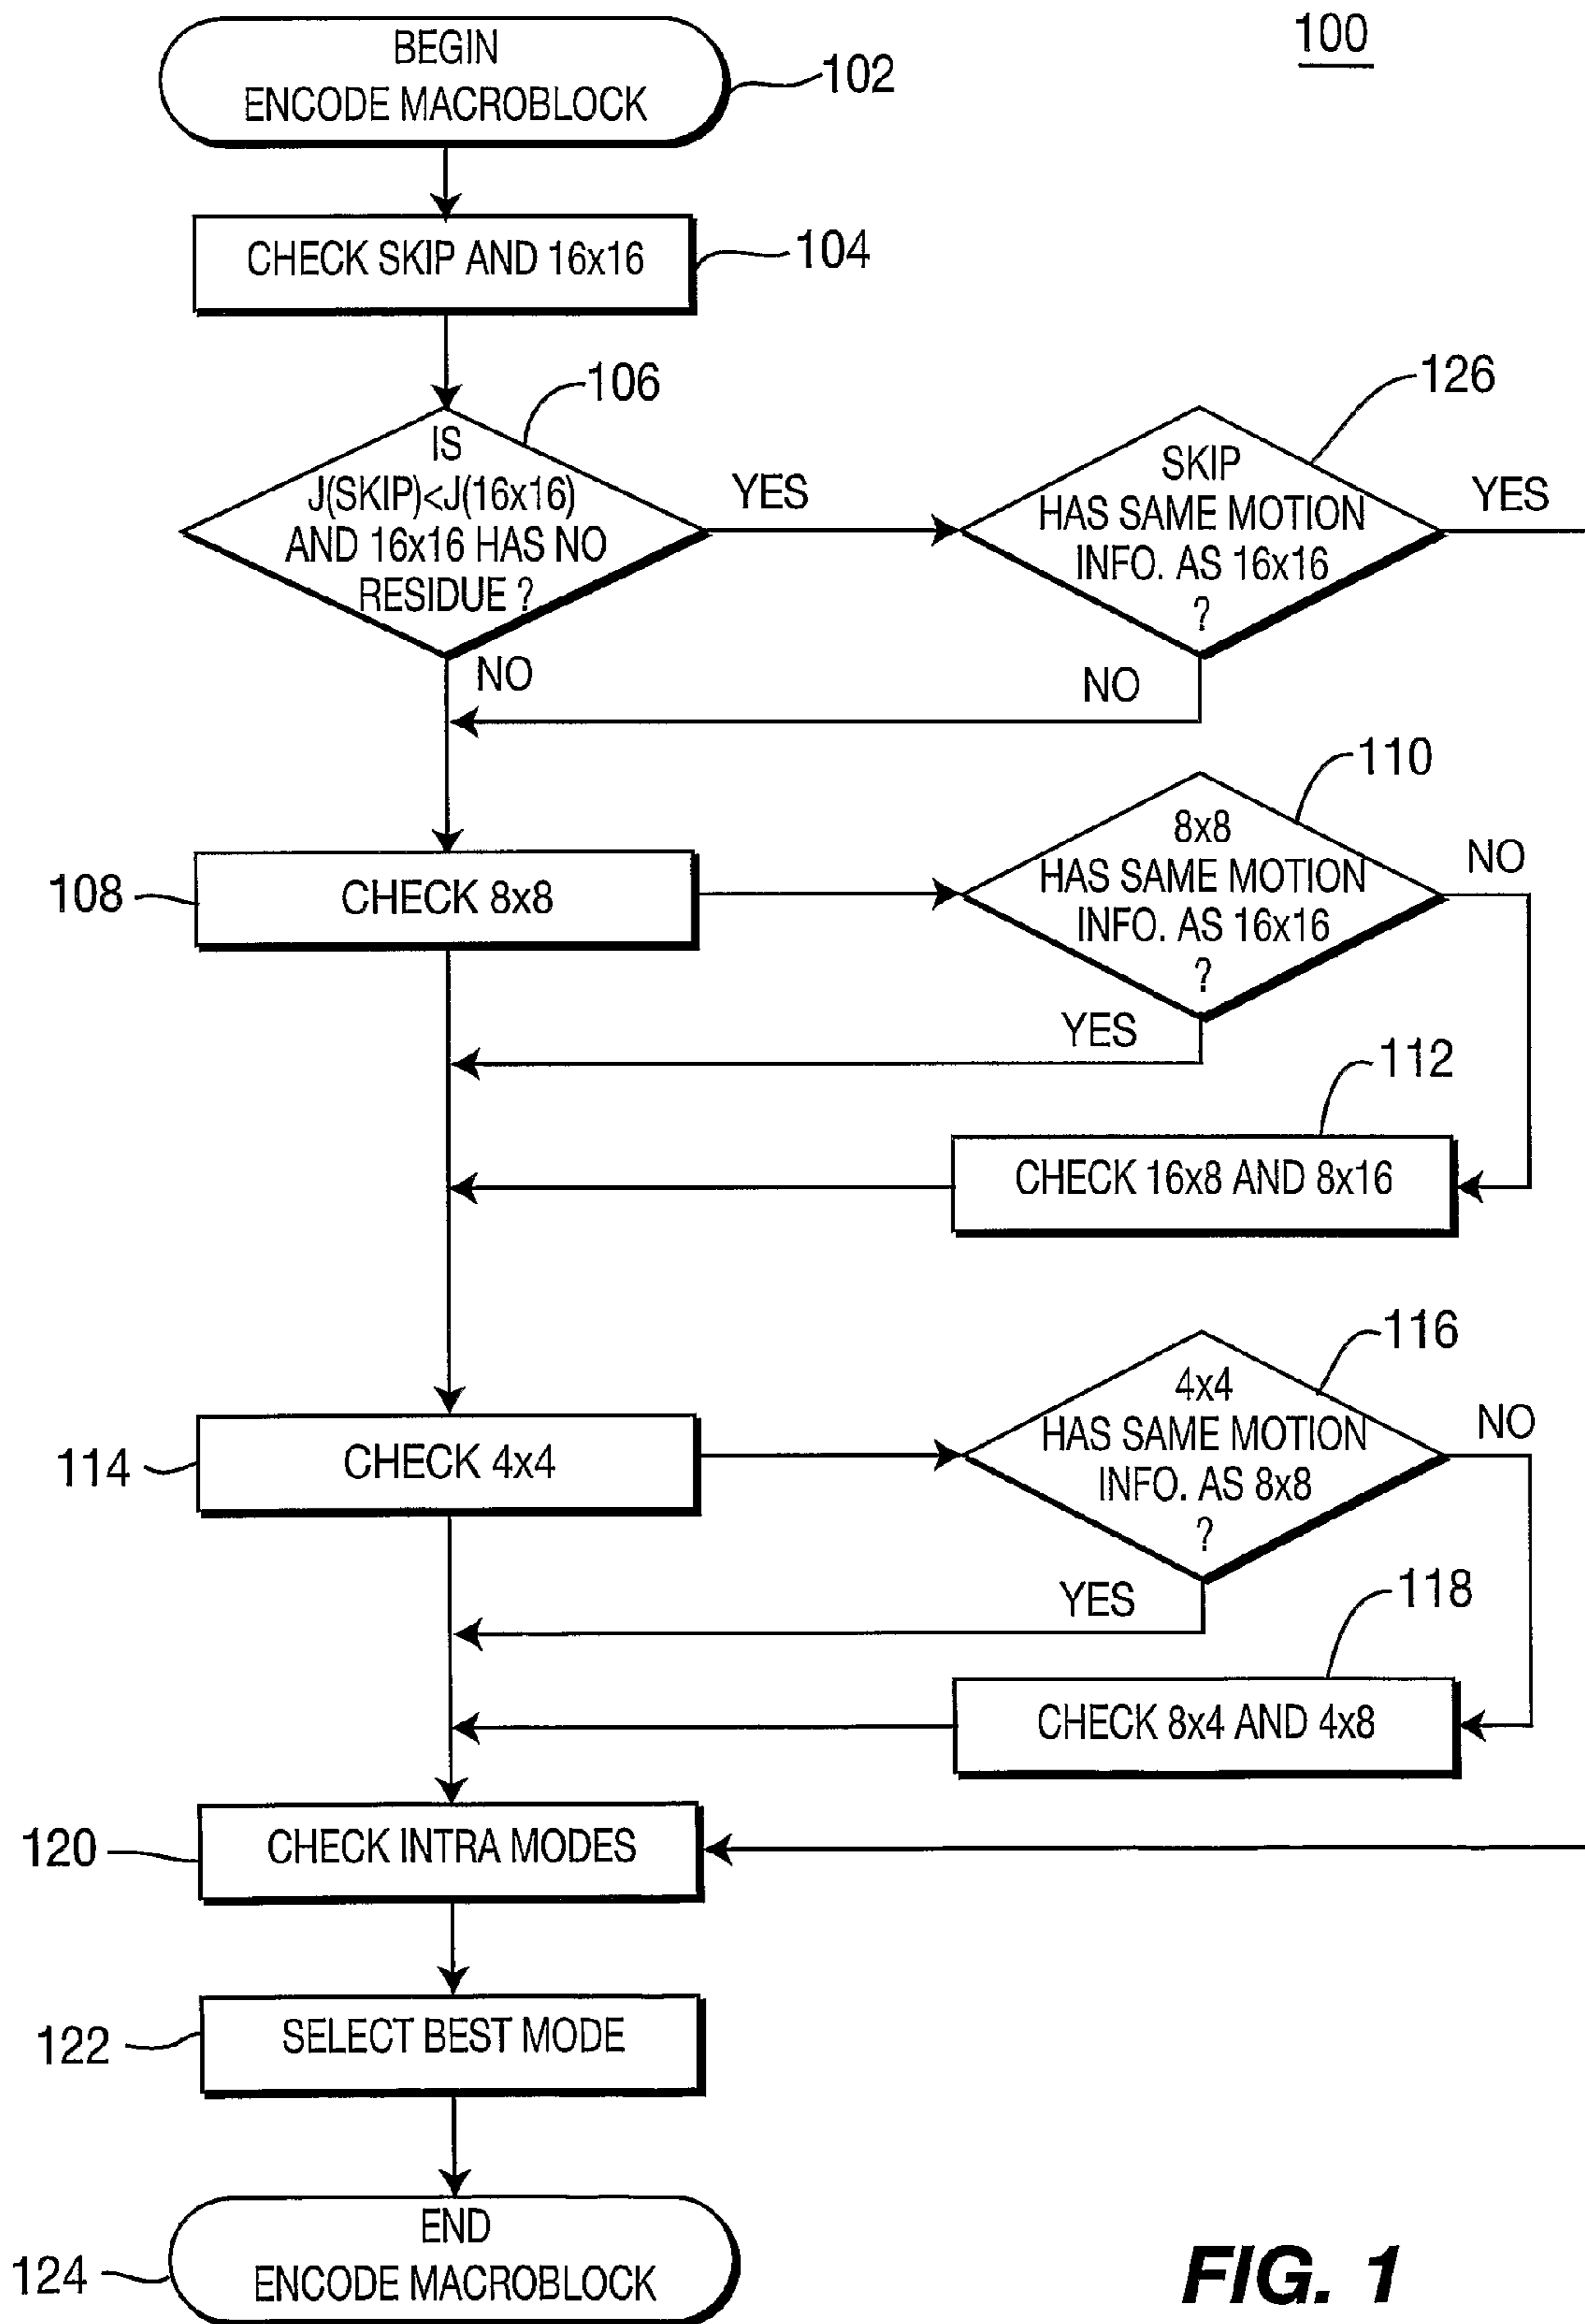 100
BEGIN
ENCODE MACROBLOCK
102
CHECK SKIP AND 16x16
104
106
IS
J(SKIP)<J(16x16)
AND 16x16 HAS NO
RESIDUE ?
YES
NO
126
SKIP
HAS SAME MOTION
INFO. AS 16x16
?
YES
NO
108
CHECK 8x8
110
8x8
HAS SAME MOTION
INFO. AS 16x16
?
NO
YES
112
CHECK 16x8 AND 8x16
114
CHECK 4x4
116
4x4
HAS SAME MOTION
INFO. AS 8x8
?
NO
YES
118
CHECK 8x4 AND 4x8
120
CHECK INTRA MODES
122
SELECT BEST MODE
124
END
ENCODE MACROBLOCK
FIG. 1